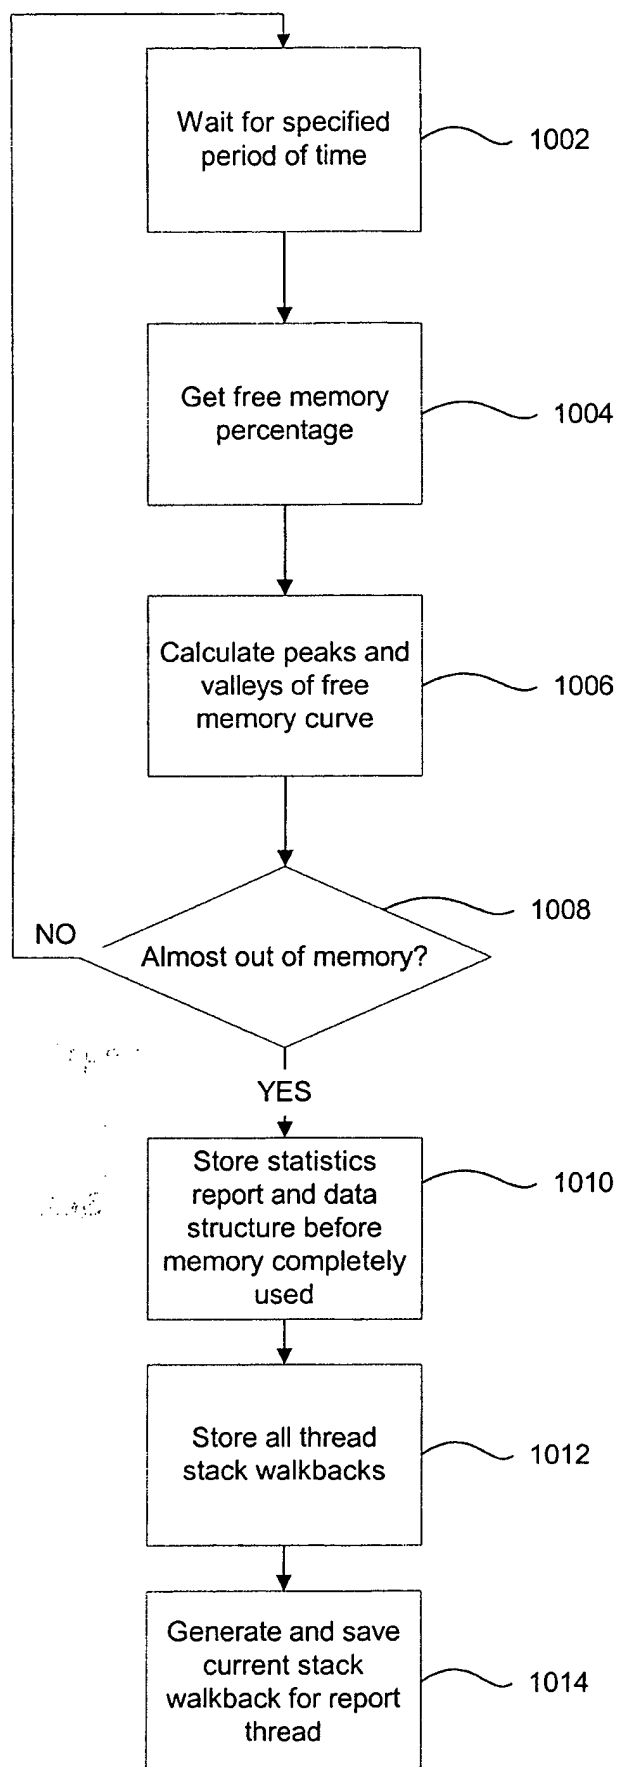 Wait for specified
period of time
1002
Get free memory
percentage
1004
Calculate peaks and
valleys of free
memory curve
1006
1008
NO
Almost out of memory?
YES
Store statistics
report and data
structure before
memory completely
used
1010
Store all thread
stack walkbacks
1012
Generate and save
current stack
walkback for report
thread
1014